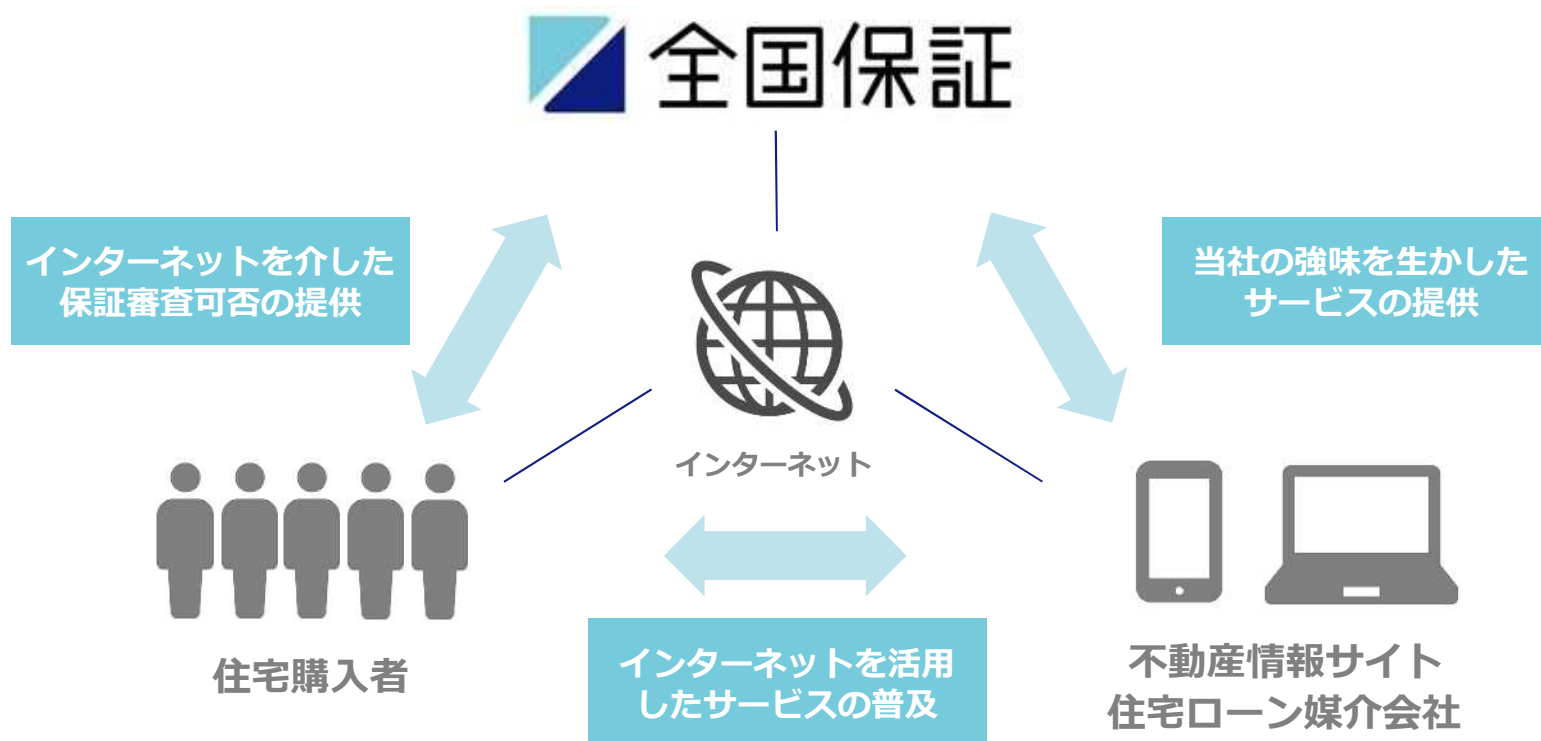 全国保証
インターネットを介した
保証審査可否の提供
当社の強味を生かした
サービスの提供
インターネット
住宅購入者
インターネットを活用
したサービスの普及
不動産情報サイト
住宅ローン媒介会社